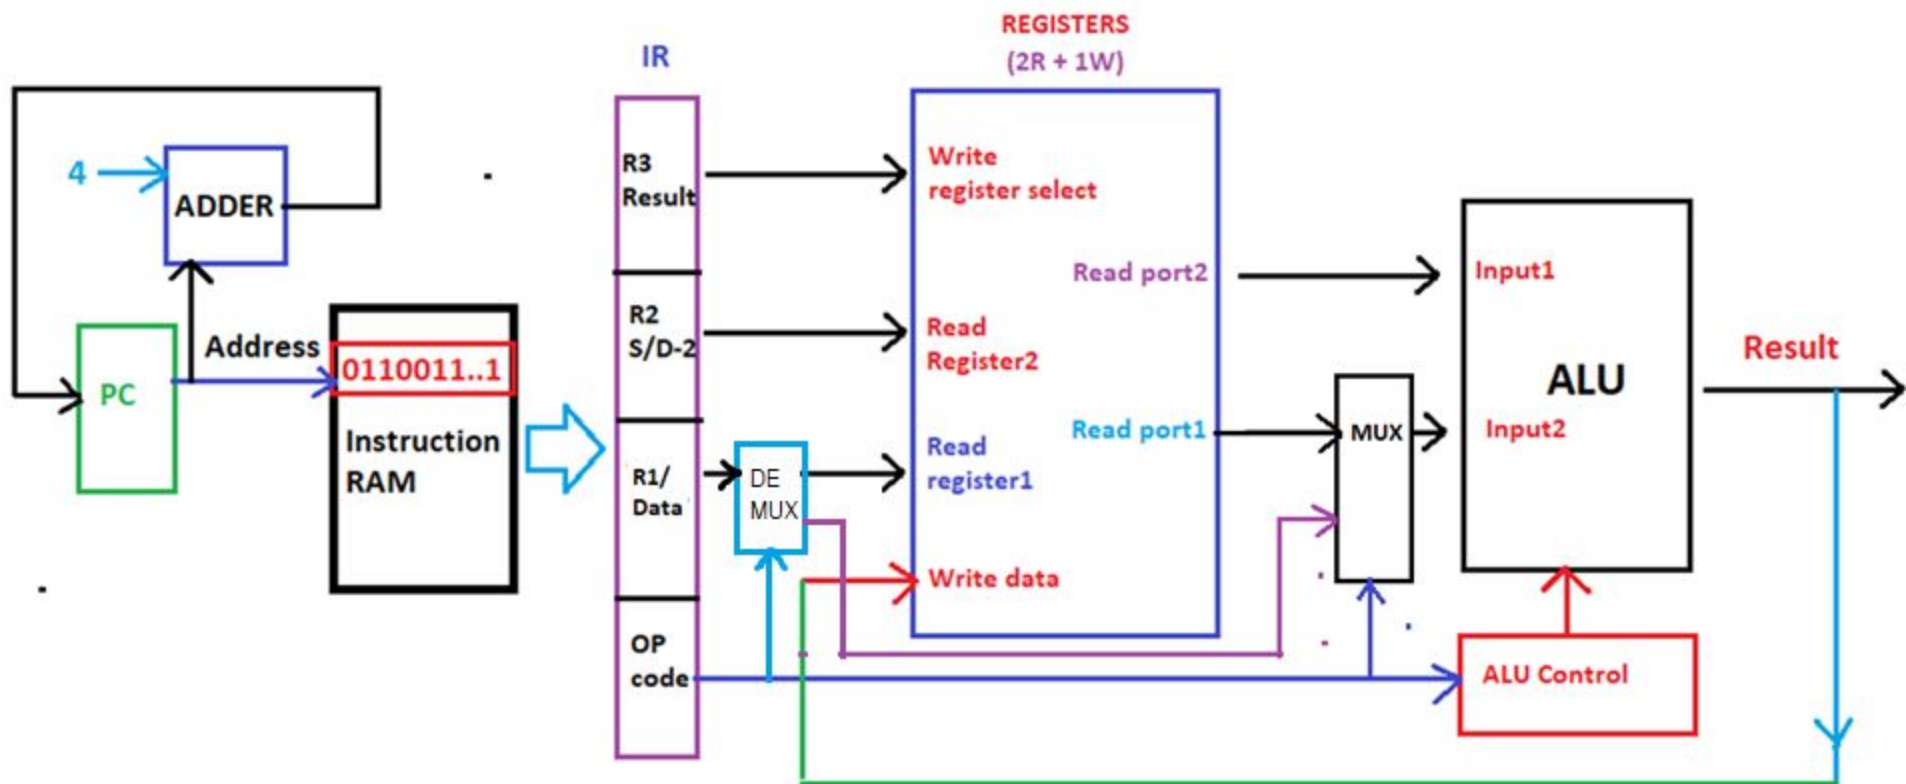 REGISTERS
(2R + 1W)
IR
4
ADDER
R3
Result
Write
register select
Read port2
Input1
R2
S/D-2
Read
Register2
Address
0110011..1
PC
Instruction
RAM
R1/
Data
DE
MUX
Read
register1
Read port1
MUX
Input2
ALU
Result
Write data
OP
code
ALU Control